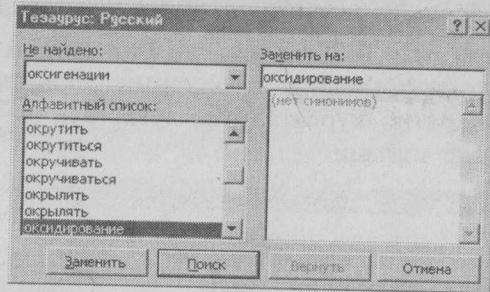 Тезаурус: Русский
Не найдено:
оксигенации
Заменить на:
оксидирование
Алфавитный список:
окрутить
окрутиться
окручивать
окручиваться
окрылить
окрылять
оксидирование
(нет синонимов)
Заменить
Поиск
Вернуть
Отмена